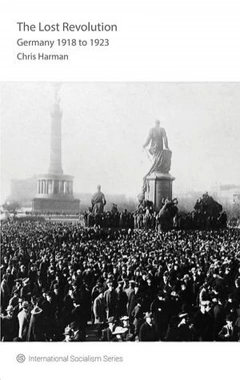 The Lost Revolution
Germany 1918 to 1923
Chris Harman
International Socialism Series